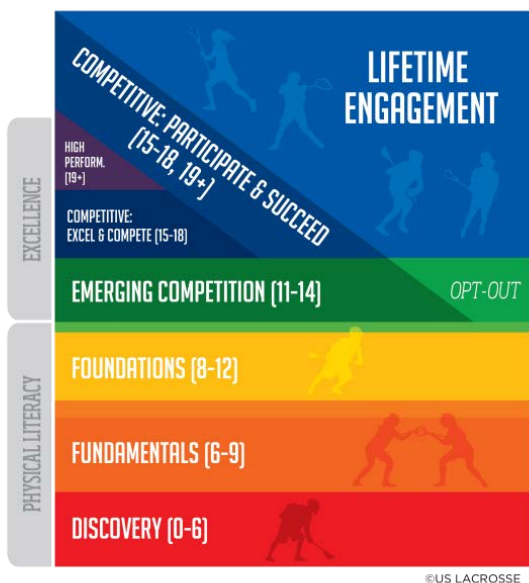 LIFETIME
ENGAGEMENT
COMPETITIVE: PARTICIPATE & SUCCEED
(15-18, 19+)
HIGH
PERFORM.
(19+)
COMPETITIVE:
EXCEL & COMPETE (15-18)
EXCELLENCE
EMERGING COMPETITION (11-14)
OPT-OUT
FOUNDATIONS (8-12)
PHYSICAL LITERACY
FUNDAMENTALS (6-9)
DISCOVERY (0-6)
©US LACROSSE